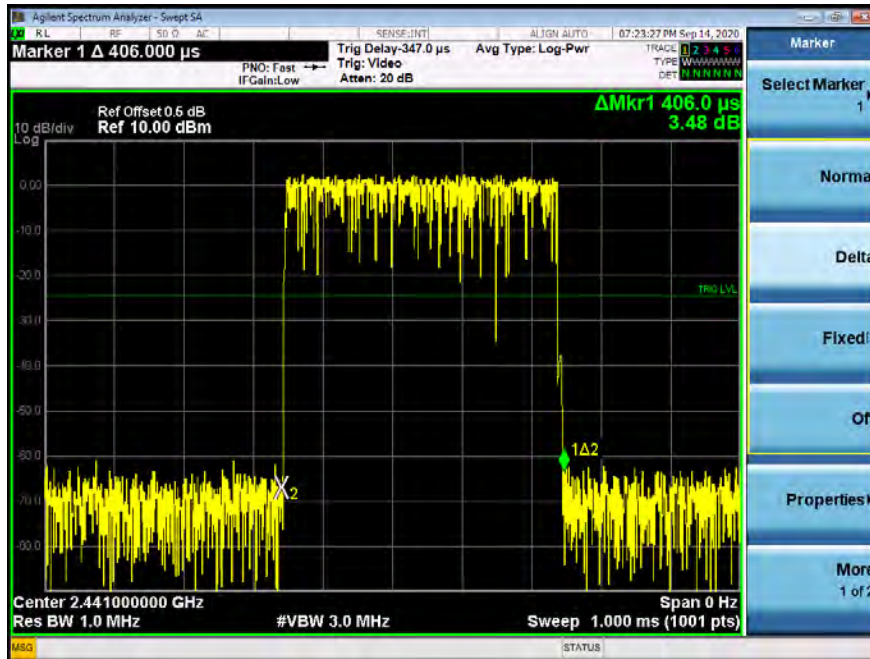 Agilent Spectrum Analyzer - Swept SA
RL RF 50 Ω AC SENSE:INT ALIGN AUTO 07:23:27 PM Sep 14, 2020
Marker 1 Δ 406.000 µs
PNO: Fast
IFGain:Low
Trig Delay-347.0 µs
Trig: Video
Atten: 20 dB
Avg Type: Log-Pwr
TRACE 1 2 3 4 5 6
TYPE W
DET N N N N N N
Ref Offset 0.5 dB
10 dB/div Ref 10.00 dBm
Log
ΔMkr1 406.0 µs
3.48 dB
0.00
-10.0
-20.0
TRIG LVL
-30.0
-40.0
-50.0
-60.0
1Δ2
X2
-70.0
-80.0
Center 2.441000000 GHz Span 0 Hz
Res BW 1.0 MHz #VBW 3.0 MHz Sweep 1.000 ms (1001 pts)
MSG STATUS
Marker
Select Marker
1
Norma
Delta
Fixed
Of
Properties
More
1 of 2